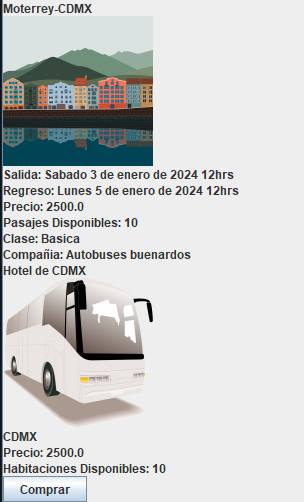 Moterrey-CDMX
Salida: Sabado 3 de enero de 2024 12hrs
Regreso: Lunes 5 de enero de 2024 12hrs
Precio: 2500.0
Pasajes Disponibles: 10
Clase: Basica
Compañia: Autobuses buenardos
Hotel de CDMX
CDMX
Precio: 2500.0
Habitaciones Disponibles: 10
Comprar